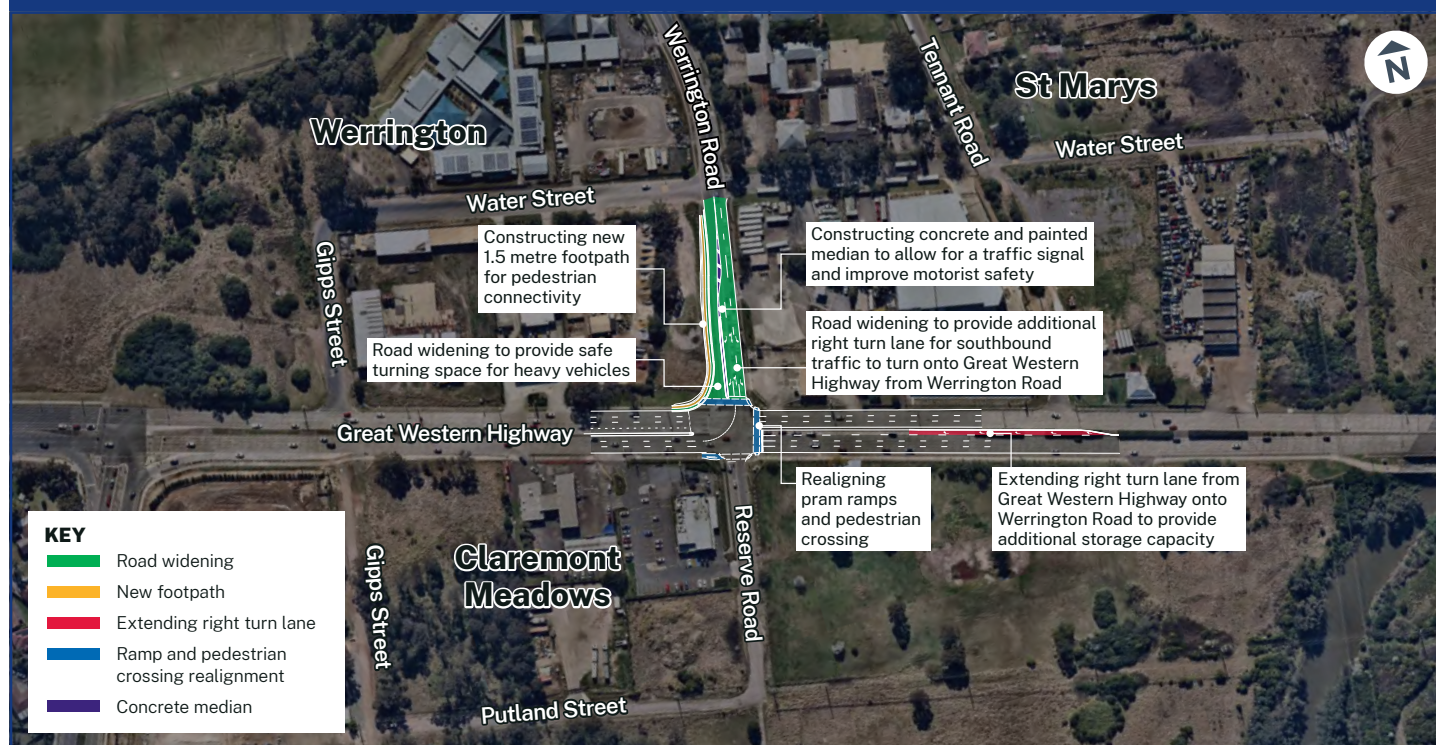 Werrington Road
Tennant Road
St Marys
N
Werrington
Water Street
Water Street
Gipps Street
Constructing new
1.5 metre footpath
for pedestrian
connectivity
Constructing concrete and painted
median to allow for a traffic signal
and improve motorist safety
Road widening to provide safe
turning space for heavy vehicles
Road widening to provide additional
right turn lane for southbound
traffic to turn onto Great Western
Highway from Werrington Road
Great Western Highway
Realigning
pram ramps
and pedestrian
crossing
Extending right turn lane from
Great Western Highway onto
Werrington Road to provide
additional storage capacity
Reserve Road
Claremont
Meadows
Gipps Street
Putland Street
KEY
Road widening
New footpath
Extending right turn lane
Ramp and pedestrian
crossing realignment
Concrete median